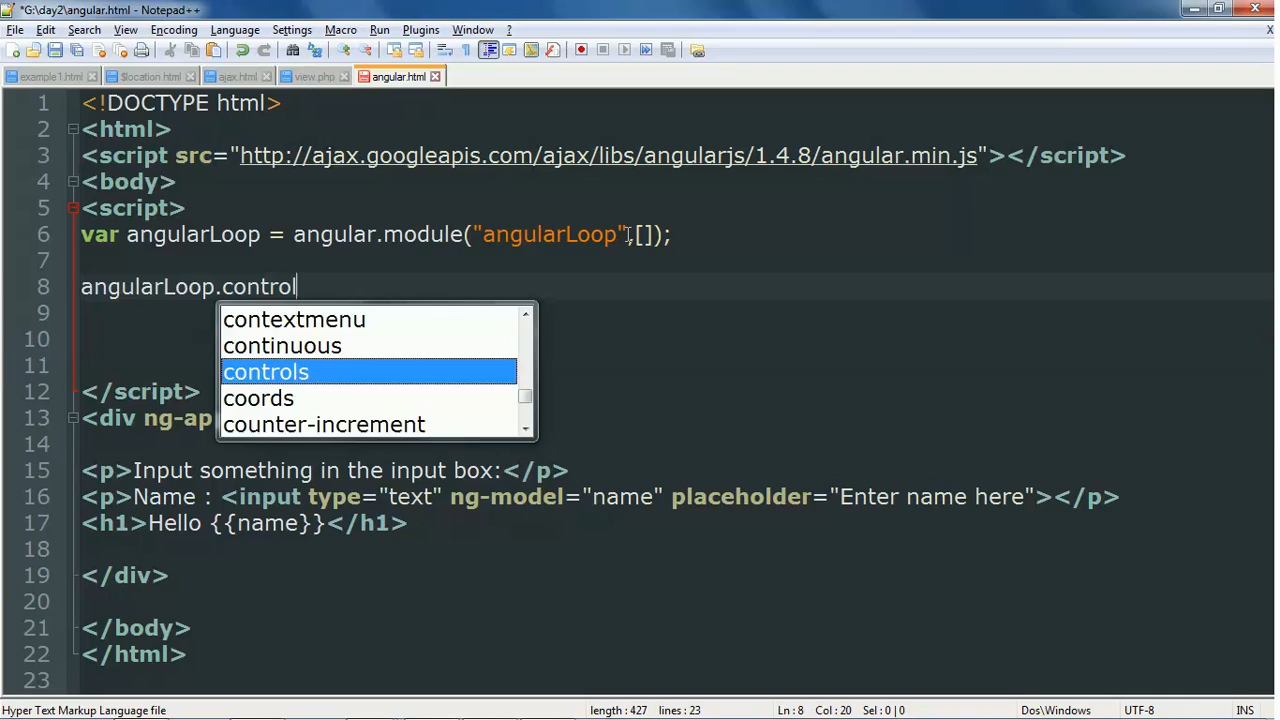 *G:\day2\angular.html - Notepad++
File Edit Search View Encoding Language Settings Macro Run Plugins Window ? X
example1.html $location.html ajax.html view.php angular.html
1 <!DOCTYPE html>
2 <html>
3 <script src="http://ajax.googleapis.com/ajax/libs/angularjs/1.4.8/angular.min.js"></script>
4 <body>
5 <script>
6 var angularLoop = angular.module("angularLoop",[]);
7
8 angularLoop.control
9
contextmenu
10
continuous
11
controls
12 </script>
coords
13 <div ng-ap
counter-increment
14
15 <p>Input something in the input box:</p>
16 <p>Name : <input type="text" ng-model="name" placeholder="Enter name here"></p>
17 <h1>Hello {{name}}</h1>
18
19 </div>
20
21 </body>
22 </html>
23
Hyper Text Markup Language file length : 427 lines : 23 Ln : 8 Col : 20 Sel : 0 | 0 Dos\Windows UTF-8 INS